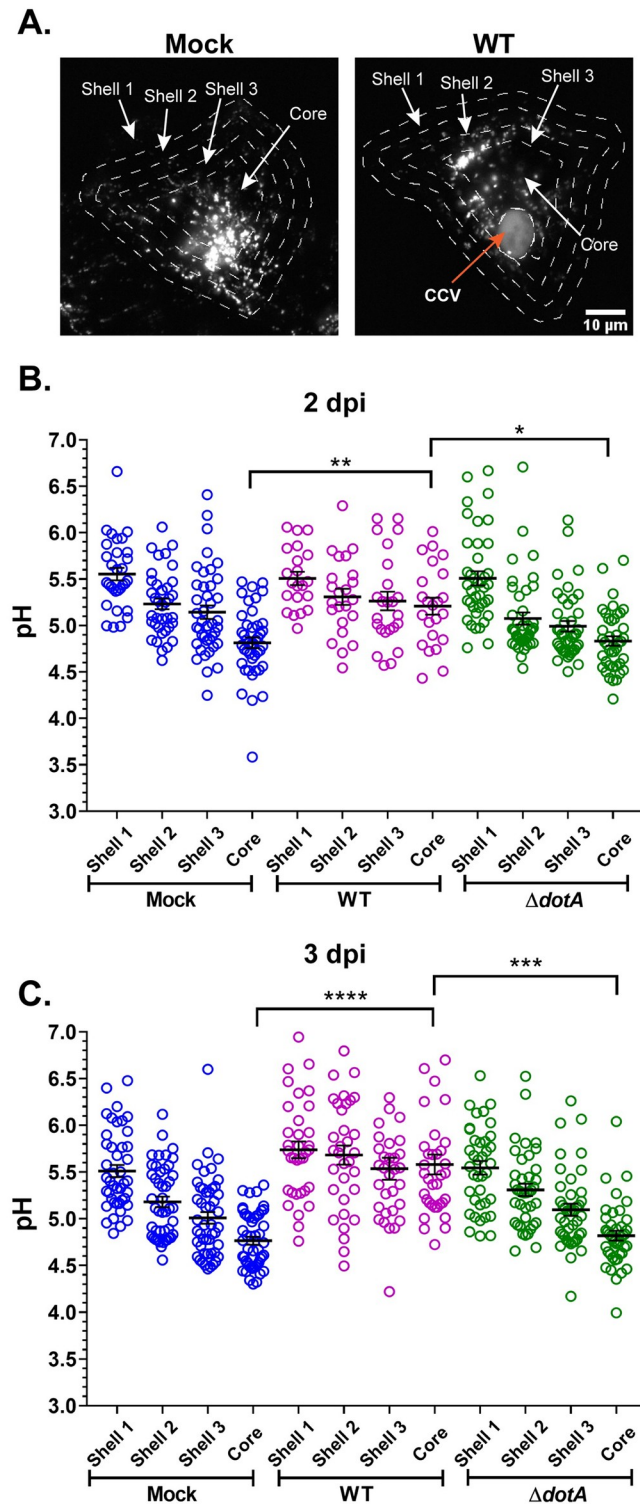 A.
Mock
WT
Shell 1
Shell 2
Shell 3
Core
Shell 1
Shell 2
Shell 3
Core
CCV
10 µm
B.
2 dpi
**
*
7.0
6.5
6.0
5.5
5.0
4.5
4.0
3.5
3.0
pH
Shell 1
Shell 2
Shell 3
Core
Shell 1
Shell 2
Shell 3
Core
Shell 1
Shell 2
Shell 3
Core
Mock
WT
ΔdotA
3 dpi
C.
****
***
7.0
6.5
6.0
5.5
5.0
4.5
4.0
3.5
3.0
pH
Shell 1
Shell 2
Shell 3
Core
Shell 1
Shell 2
Shell 3
Core
Shell 1
Shell 2
Shell 3
Core
Mock
WT
ΔdotA